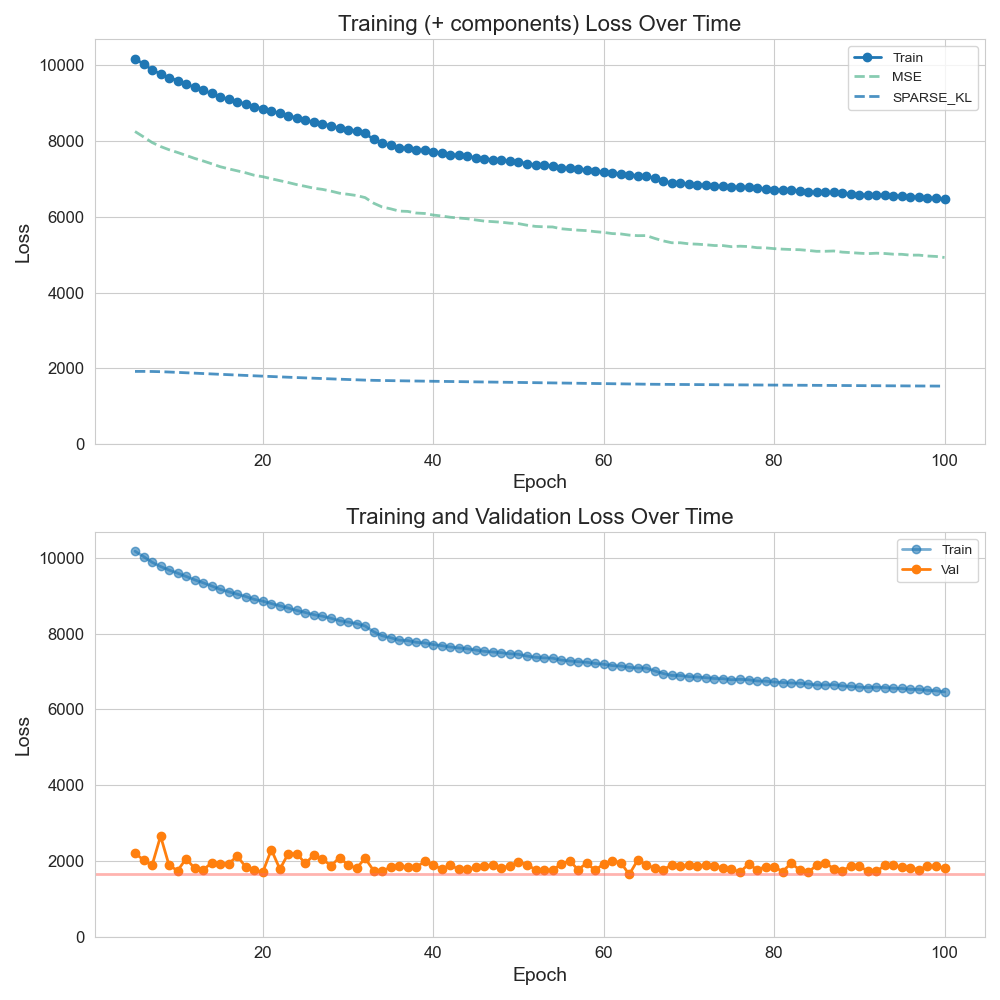 Training (+ components) Loss Over Time
Train
MSE
SPARSE_KL
10000
8000
6000
4000
2000
0
Loss
20 40 60 80 100
Epoch
Training and Validation Loss Over Time
Train
Val
10000
8000
6000
4000
2000
0
Loss
20 40 60 80 100
Epoch